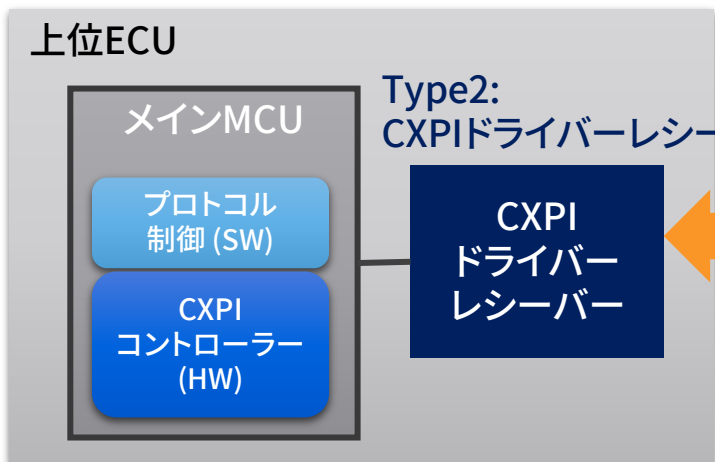 上位ECU
メインMCU
プロトコル
制御 (SW)
CXPI
コントローラー
(HW)
Type2:
CXPIドライバーレシー
CXPI
ドライバー
レシーバー